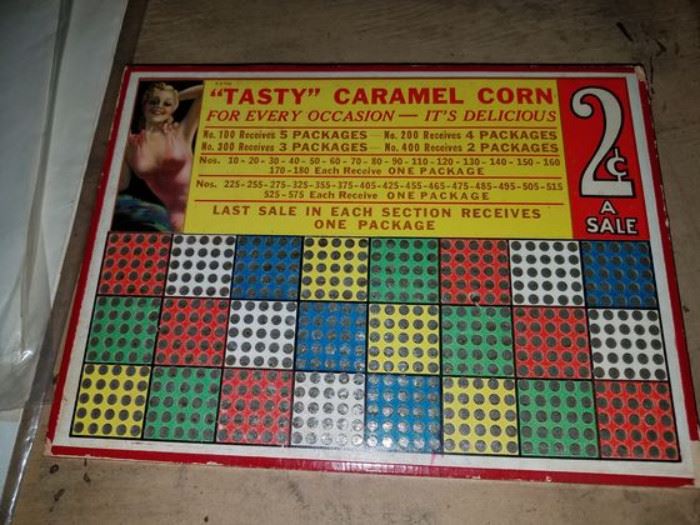 "TASTY" CARAMEL CORN
FOR EVERY OCCASION — IT'S DELICIOUS
No. 100 Receives 5 PACKAGES — No. 200 Receives 4 PACKAGES
No. 300 Receives 3 PACKAGES — No. 400 Receives 2 PACKAGES
Nos. 10 - 20 - 30 - 40 - 50 - 60 - 70 - 80 - 90 - 110 - 120 - 130 - 140 - 150 - 160
170-180 Each Receive ONE PACKAGE
Nos. 225-255-275-325-355-375-405-425-455-465-475-485-495-505-515
525-575 Each Receive ONE PACKAGE
LAST SALE IN EACH SECTION RECEIVES
ONE PACKAGE
2¢
A
SALE